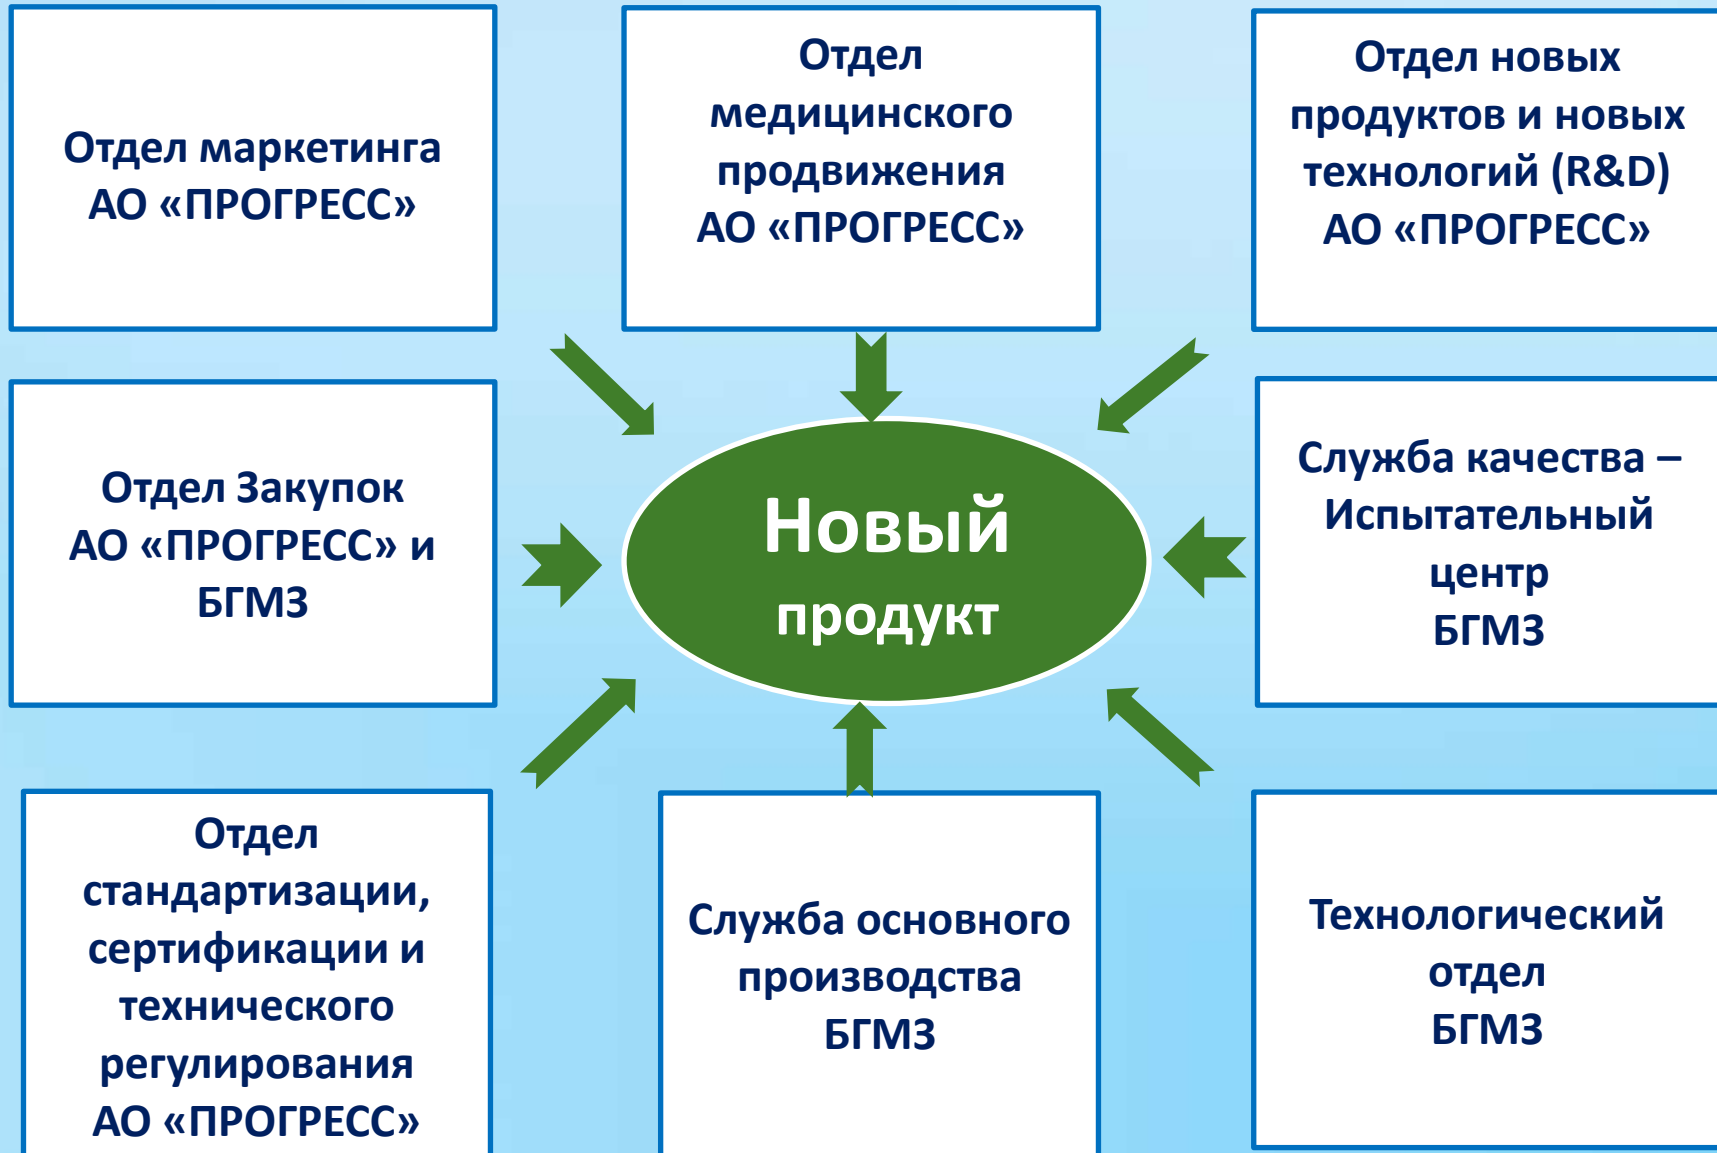 Отдел маркетинга
АО «ПРОГРЕСС»
Отдел
медицинского
продвижения
АО «ПРОГРЕСС»
Отдел новых
продуктов и новых
технологий (R&D)
АО «ПРОГРЕСС»
Отдел Закупок
АО «ПРОГРЕСС» и
БГМЗ
Новый
продукт
Служба качества –
Испытательный
центр
БГМЗ
Отдел
стандартизации,
сертификации и
технического
регулирования
АО «ПРОГРЕСС»
Служба основного
производства
БГМЗ
Технологический
отдел
БГМЗ